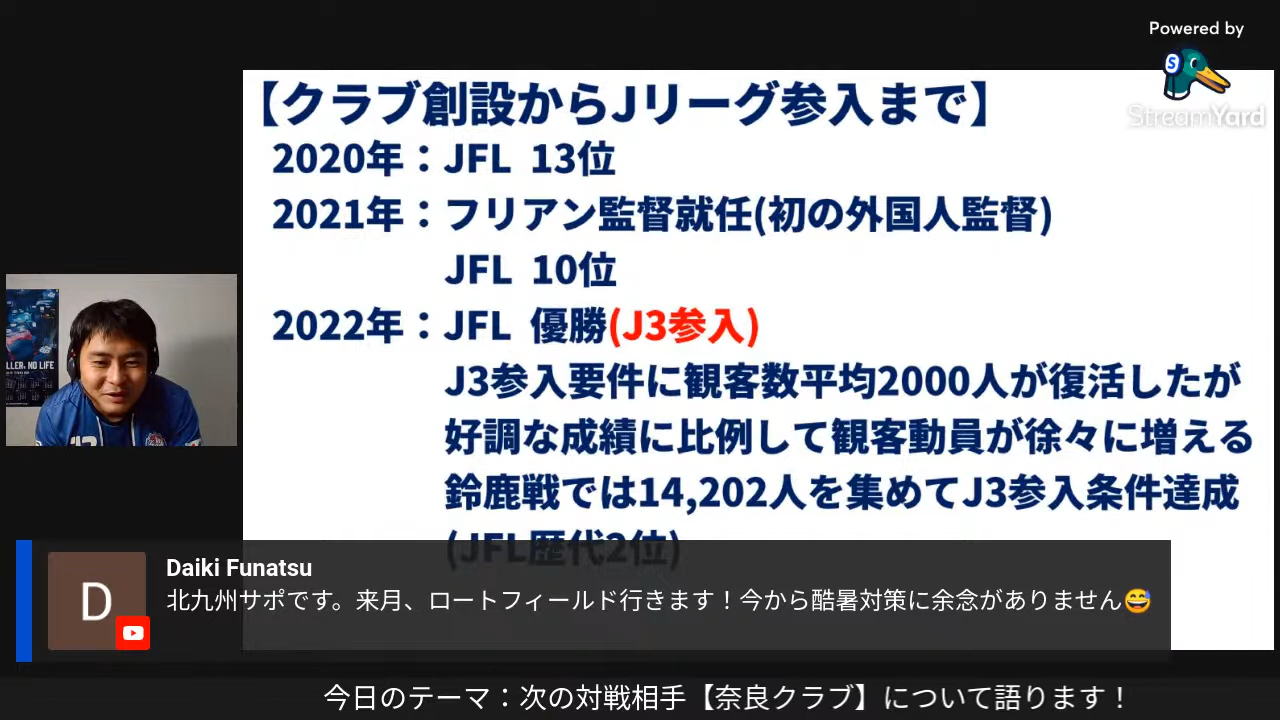 Powered by
StreamYard
【クラブ創設からJリーグ参入まで】
2020年：JFL 13位
2021年：フリアン監督就任(初の外国人監督)
JFL 10位
2022年：JFL 優勝(J3参入)
J3参入要件に観客数平均2000人が復活したが
好調な成績に比例して観客動員が徐々に増える
鈴鹿戦では14,202人を集めてJ3参入条件達成
(JFL歴代2位)
LLER, NO LIFE
D
Daiki Funatsu
北九州サポです。来月、ロートフィールド行きます！今から酷暑対策に余念がありません😅
今日のテーマ：次の対戦相手【奈良クラブ】について語ります！